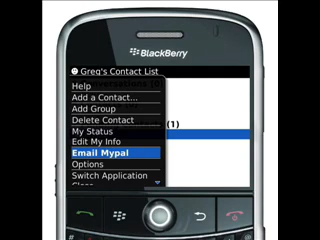 BlackBerry
Greg's Contact List
Help
Add a Contact...
Add Group
Delete Contact
(1)
My Status
Edit My Info
Email Mypal
Options
Switch Application